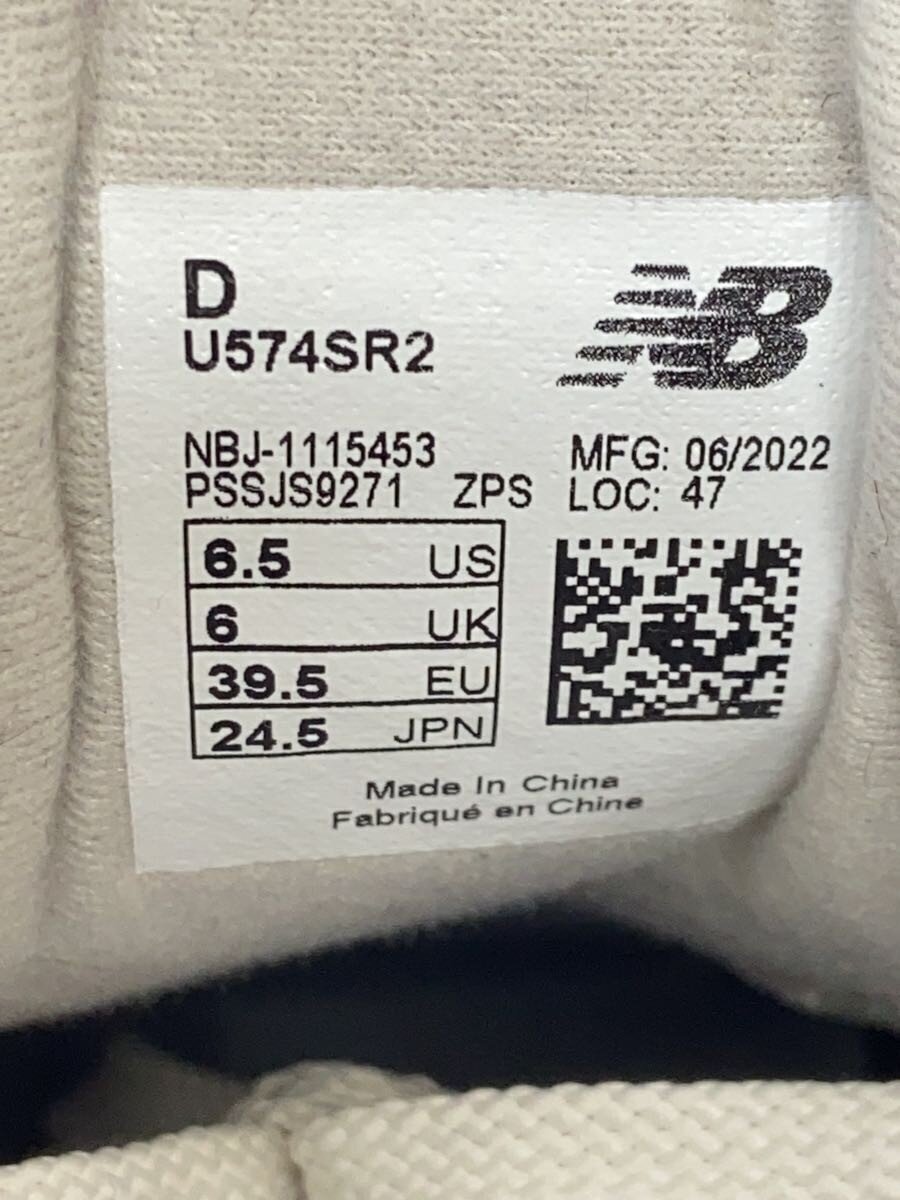 D
U574SR2
NB
NBJ-1115453
MFG: 06/2022
PSSJS9271 ZPS
LOC: 47
6.5 US
6 UK
39.5 EU
24.5 JPN
Made In China
Fabriqué en Chine